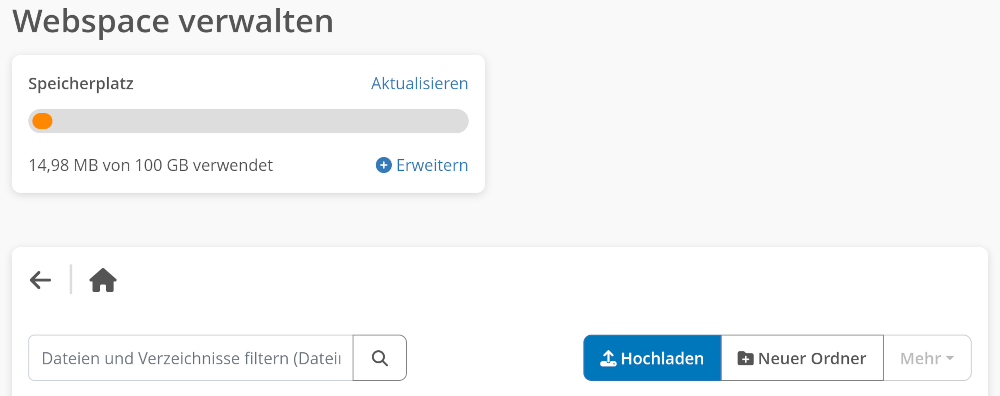 Webspace verwalten
Speicherplatz Aktualisieren
14,98 MB von 100 GB verwendet Erweitern
Dateien und Verzeichnisse filtern (Datei Hochladen Neuer Ordner Mehr